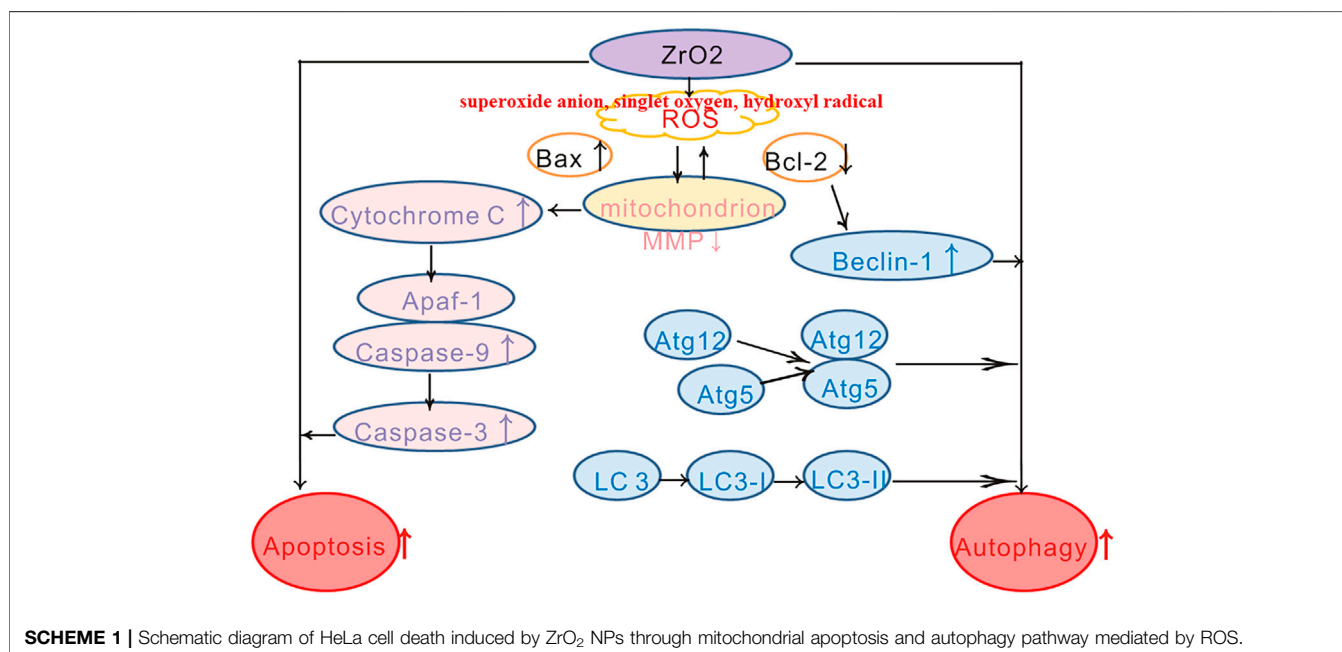 ZrO2
superoxide anion, singlet oxygen, hydroxyl radical
ROS
Bax ↑
Bcl-2 ↓
Cytochrome C ↑
mitochondrion
MMP ↓
Beclin-1 ↑
Apaf-1
Caspase-9 ↑
Caspase-3 ↑
Atg12
Atg5
Atg12
Atg5
LC 3
LC3-I
LC3-II
Apoptosis ↑
Autophagy ↑
SCHEME 1 | Schematic diagram of HeLa cell death induced by ZrO₂ NPs through mitochondrial apoptosis and autophagy pathway mediated by ROS.